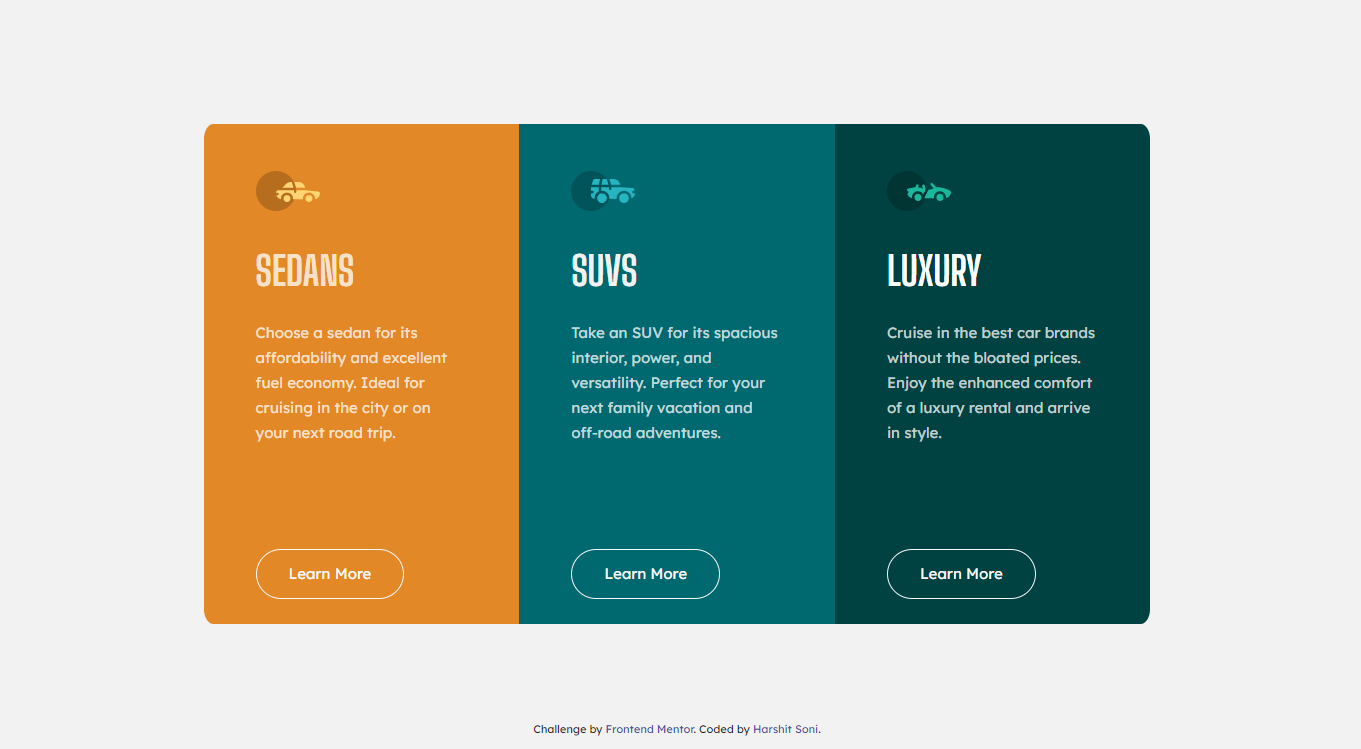 SEDANS
Choose a sedan for its
affordability and excellent
fuel economy. Ideal for
cruising in the city or on
your next road trip.
Learn More
SUVS
Take an SUV for its spacious
interior, power, and
versatility. Perfect for your
next family vacation and
off-road adventures.
Learn More
LUXURY
Cruise in the best car brands
without the bloated prices.
Enjoy the enhanced comfort
of a luxury rental and arrive
in style.
Learn More
Challenge by Frontend Mentor. Coded by Harshit Soni.